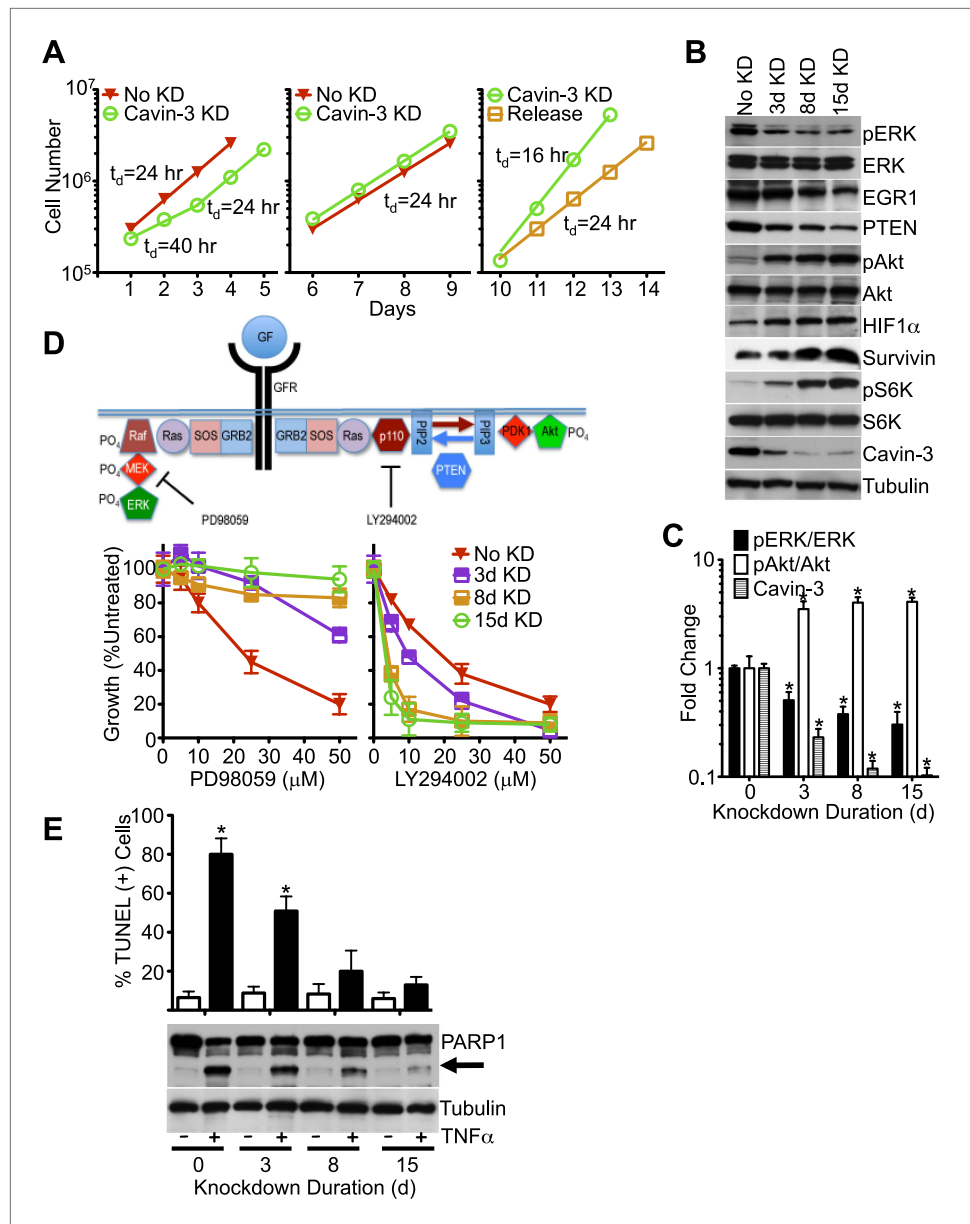 A
10^7
10^6
10^5
Cell Number
No KD
Cavin-3 KD
t_d=24 hr
t_d=24 hr
t_d=40 hr
1 2 3 4 5
No KD
Cavin-3 KD
t_d=24 hr
6 7 8 9
Cavin-3 KD
Release
t_d=16 hr
t_d=24 hr
10 11 12 13 14
Days
B
No KD
3d KD
8d KD
15d KD
pERK
ERK
EGR1
PTEN
pAkt
Akt
HIF1α
Survivin
pS6K
S6K
Cavin-3
Tubulin
C
pERK/ERK
pAkt/Akt
Cavin-3
10
1
0.1
Fold Change
* * * * * * * * *
0 3 8 15
Knockdown Duration (d)
D
GF
GFR
PO4 Raf Ras SOS GRB2 GRB2 SOS Ras p110 PIP2 PIP3 PDK1 Akt PO4
PO4 MEK
PTEN
PO4 ERK
PD98059
LY294002
No KD
3d KD
8d KD
15d KD
100
80
60
40
20
0
Growth (%Untreated)
0 10 20 30 40 50
PD98059 (μM)
0 10 20 30 40 50
LY294002 (μM)
E
100
80
60
40
20
% TUNEL (+) Cells
* *
PARP1
Tubulin
- + - + - + - + TNFα
0 3 8 15
Knockdown Duration (d)